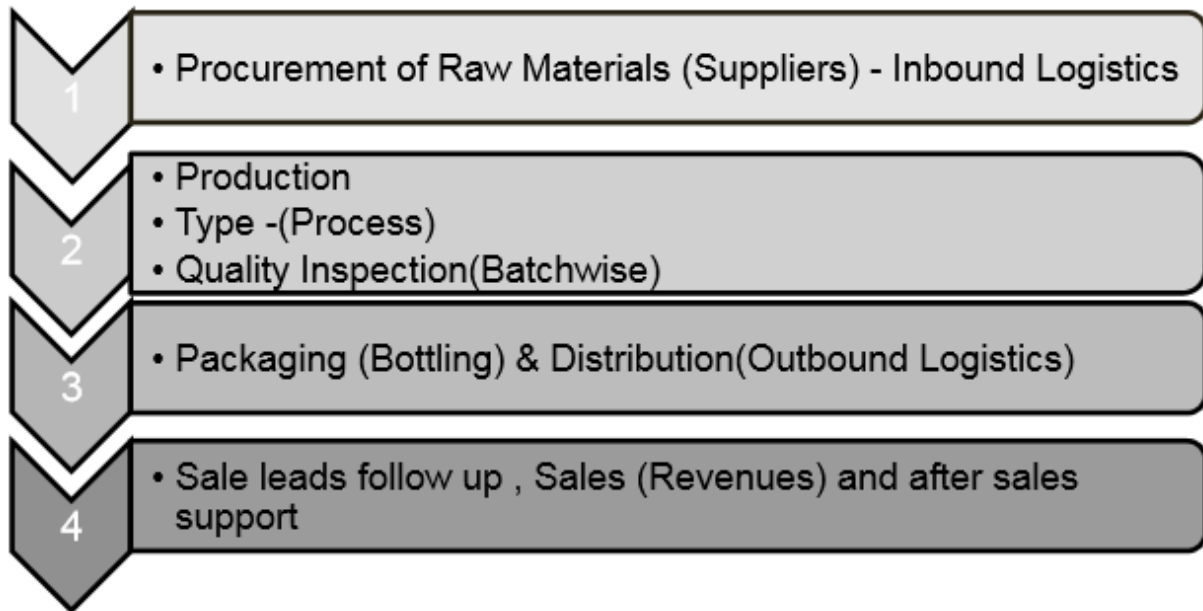 1
• Procurement of Raw Materials (Suppliers) - Inbound Logistics
2
• Production
• Type -(Process)
• Quality Inspection(Batchwise)
3
• Packaging (Bottling) & Distribution(Outbound Logistics)
4
• Sale leads follow up , Sales (Revenues) and after sales
support